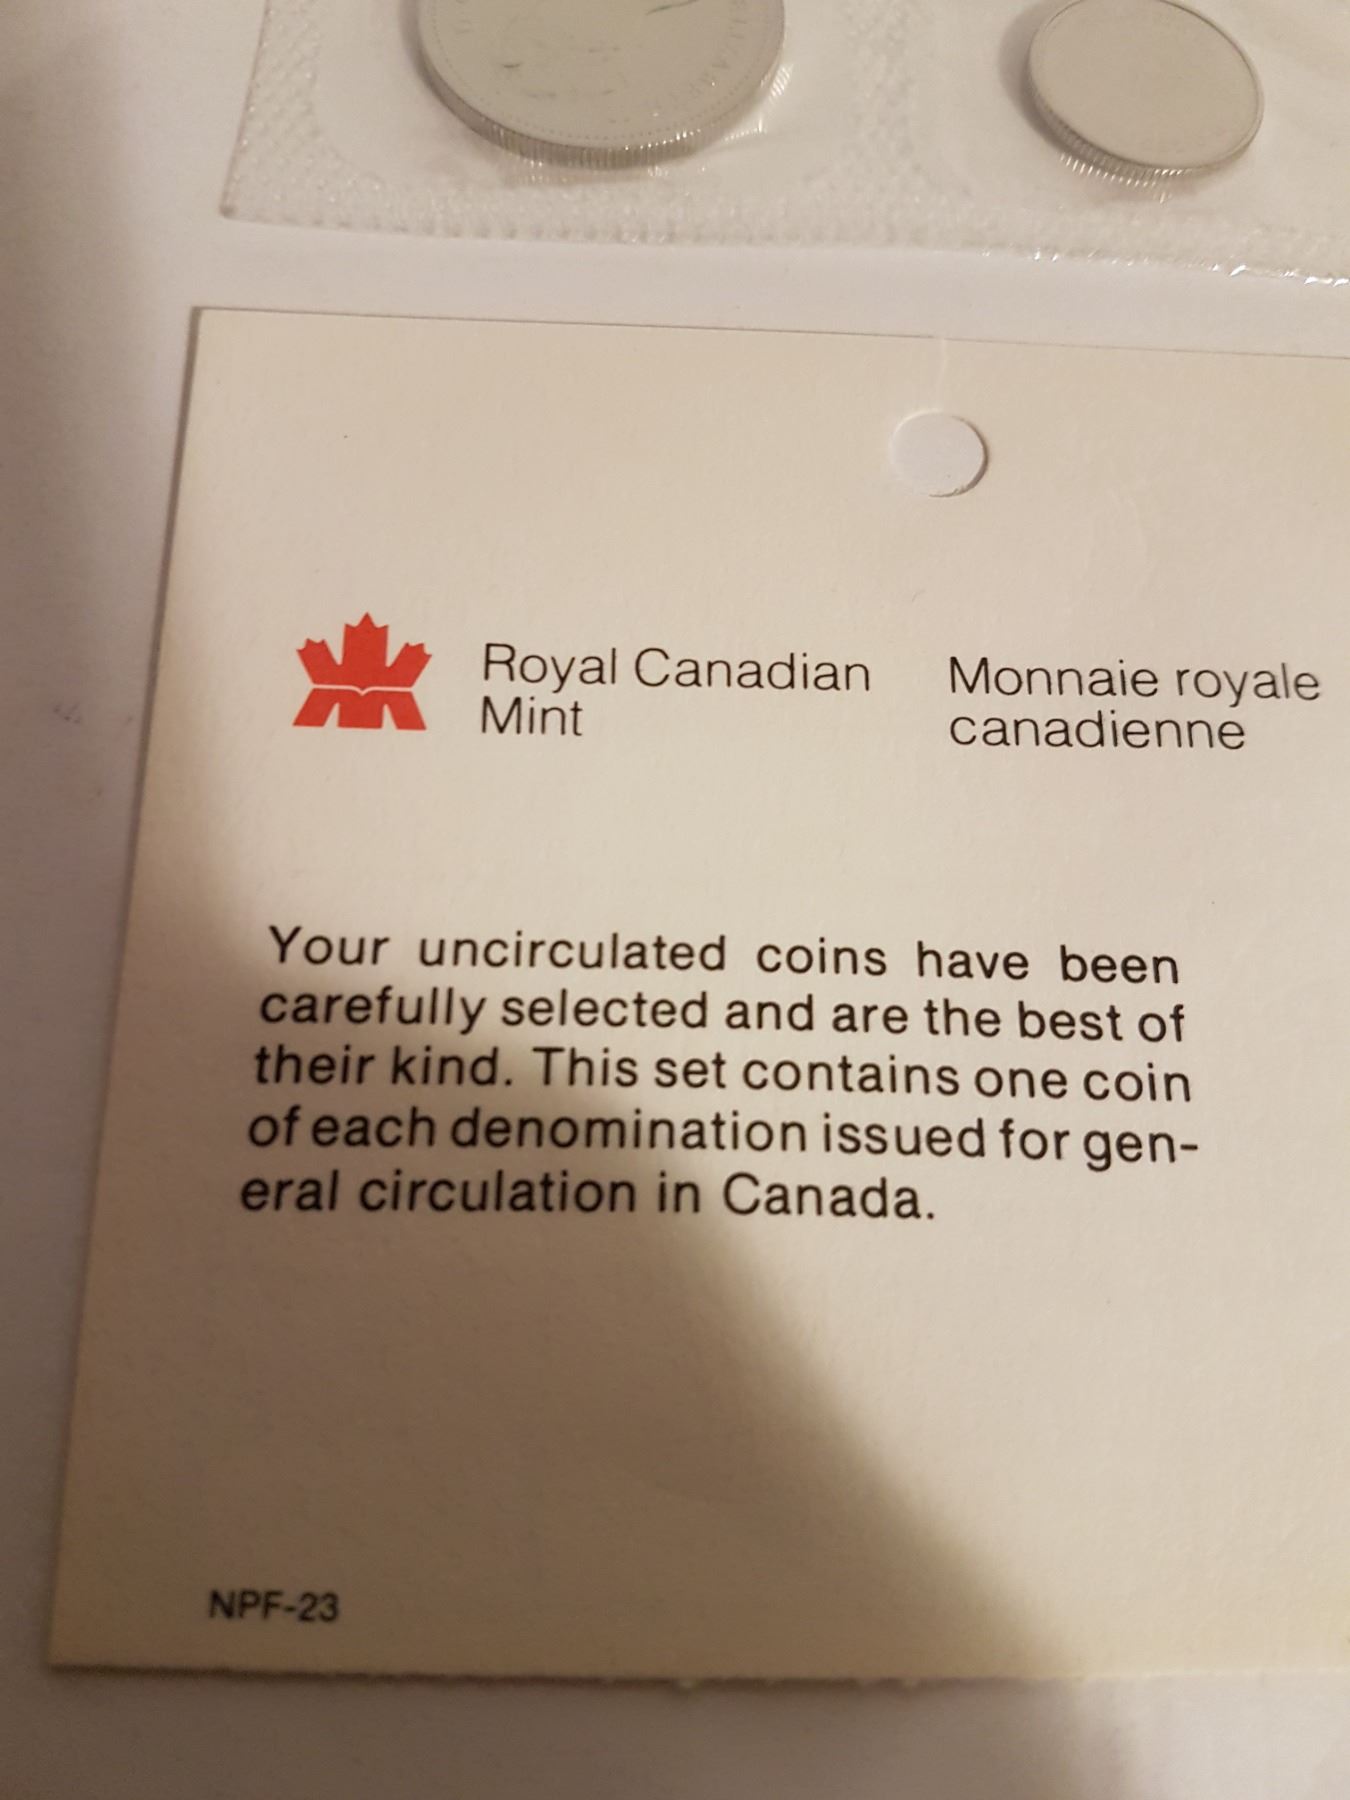 Royal Canadian
Mint
Monnaie royale
canadienne
Your uncirculated coins have been
carefully selected and are the best of
their kind. This set contains one coin
of each denomination issued for gen-
eral circulation in Canada.
NPF-23